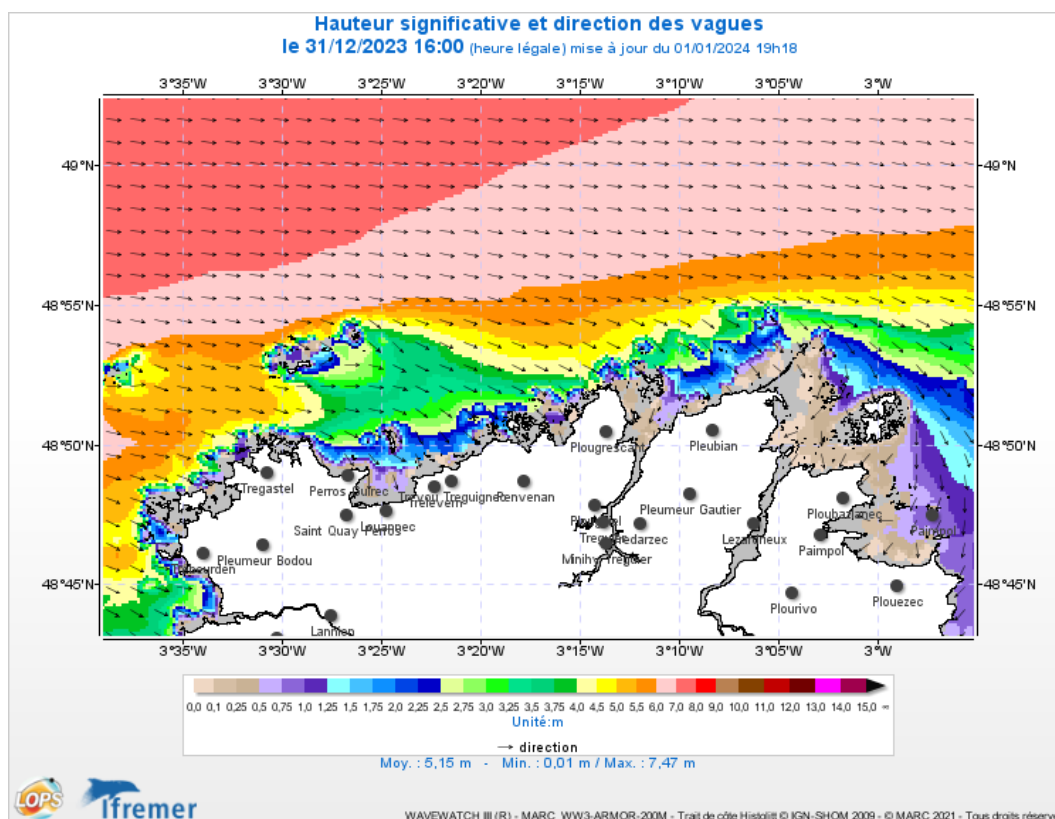 Hauteur significative et direction des vagues
le 31/12/2023 16:00 (heure légale) mise à jour du 01/01/2024 19h18
3°35'W 3°30'W 3°25'W 3°20'W 3°15'W 3°10'W 3°05'W 3°W
49°N 49°N
48°55'N 48°55'N
48°50'N 48°50'N
Plougrescant Pleubian
Tregastel Perros Guirec Trevou Treguignec Penvenan
Trelevern
Pleumeur Gautier Ploubazlanec
Saint Quay Perros Louannec Treguier Lezardrieux Paimpol
Paimpol
Pleumeur Bodou Minihy Treguier
48°45'N 48°45'N
Plourivo Plouezec
Lannion
3°35'W 3°30'W 3°25'W 3°20'W 3°15'W 3°10'W 3°05'W 3°W
0,0 0,1 0,25 0,5 0,75 1,0 1,25 1,5 1,75 2,0 2,25 2,5 2,75 3,0 3,25 3,5 3,75 4,0 4,5 5,0 5.5 6,0 7,0 8,0 9,0 10,0 11,0 12,0 13,0 14,0 15,0 ∞
Unité:m
direction
Moy. : 5,15 m - Min. : 0,01 m / Max. : 7,47 m
LOPS Ifremer
WAVEWATCH III (R) - MARC WW3-ARMOR-200M - Trait de côte Histolitt © IGN-SHOM 2009 - © MARC 2021 - Tous droits réserve